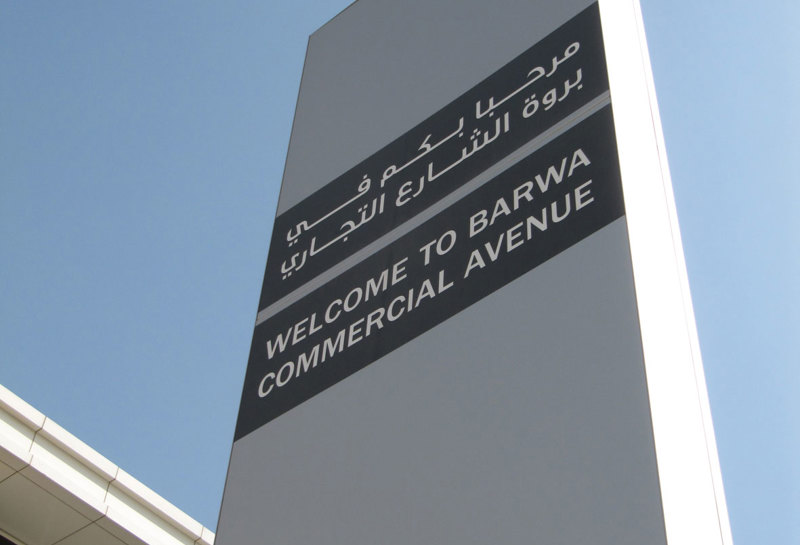 مرحبا بكم في
بروة الشارع التجاري
WELCOME TO BARWA
COMMERCIAL AVENUE